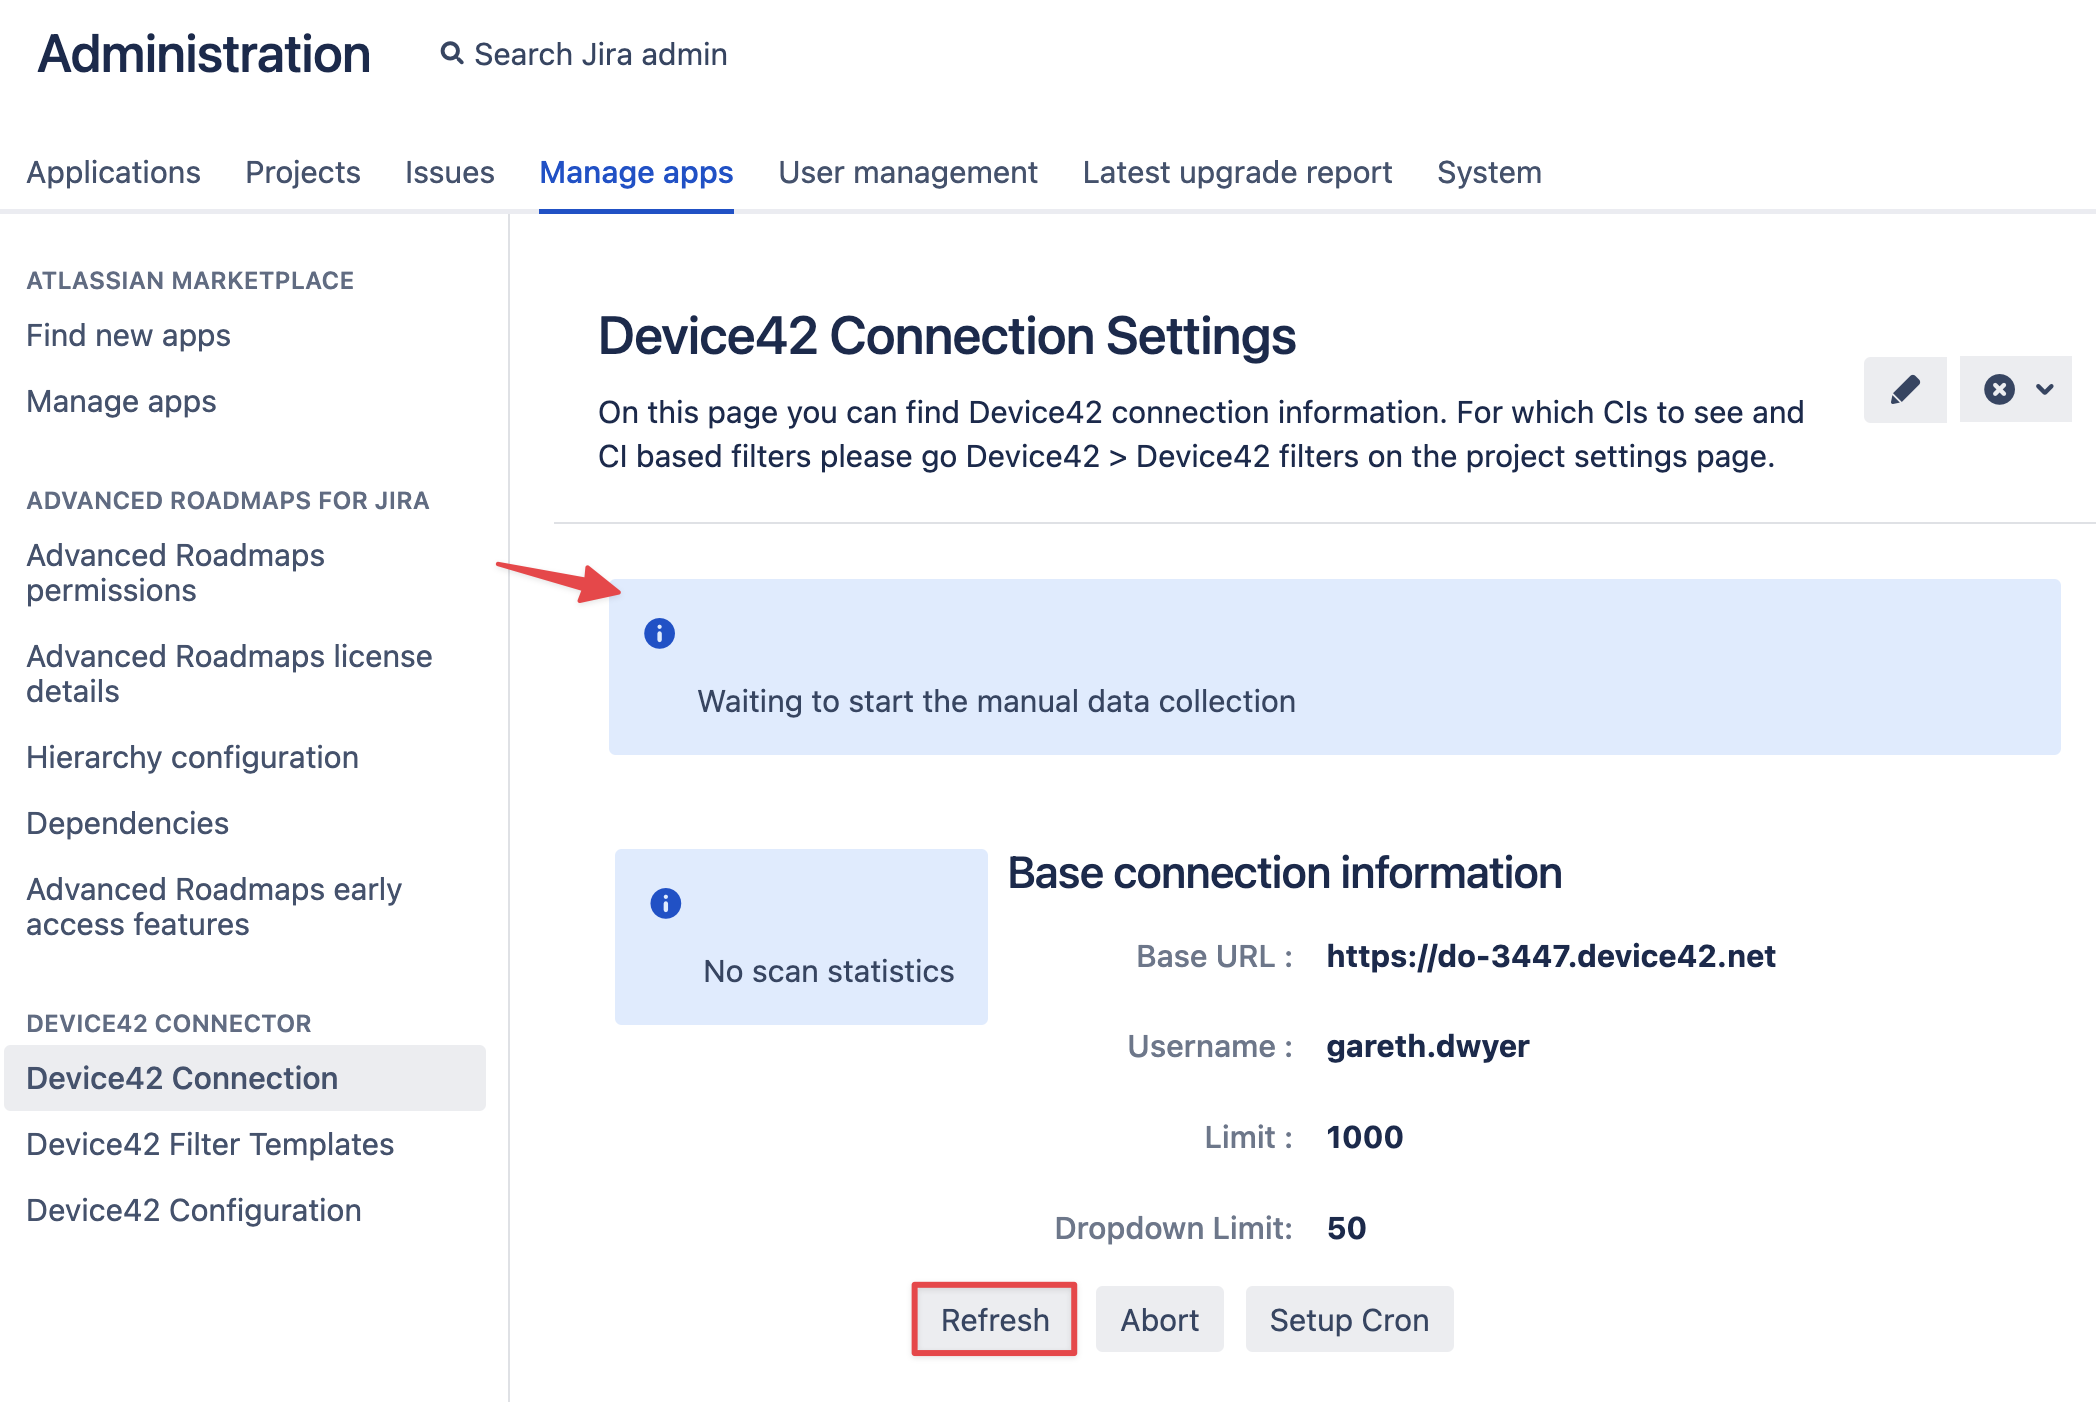 Administration
Search Jira admin
Applications
Projects
Issues
Manage apps
User management
Latest upgrade report
System
ATLASSIAN MARKETPLACE
Find new apps
Manage apps
ADVANCED ROADMAPS FOR JIRA
Advanced Roadmaps
permissions
Advanced Roadmaps license
details
Hierarchy configuration
Dependencies
Advanced Roadmaps early
access features
DEVICE42 CONNECTOR
Device42 Connection
Device42 Filter Templates
Device42 Configuration
Device42 Connection Settings
On this page you can find Device42 connection information. For which CIs to see and
CI based filters please go Device42 > Device42 filters on the project settings page.
Waiting to start the manual data collection
No scan statistics
Base connection information
Base URL : https://do-3447.device42.net
Username : gareth.dwyer
Limit : 1000
Dropdown Limit: 50
Refresh
Abort
Setup Cron